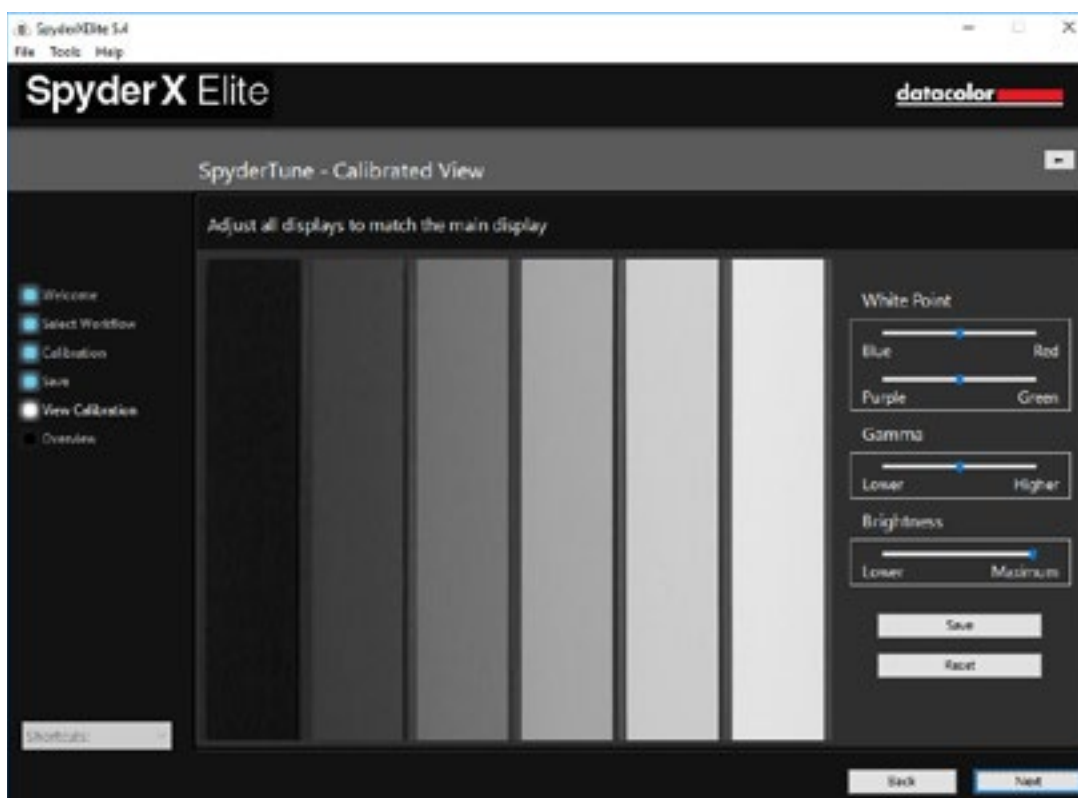 SpyderXElite 5.4
File Tools Help
SpyderX Elite
datacolor
SpyderTune - Calibrated View
Adjust all displays to match the main display
Welcome
Select Workflow
Calibration
Save
View Calibration
Overview
White Point
Blue Red
Purple Green
Gamma
Lower Higher
Brightness
Lower Maximum
Save
Reset
Shortcuts:
Back Next